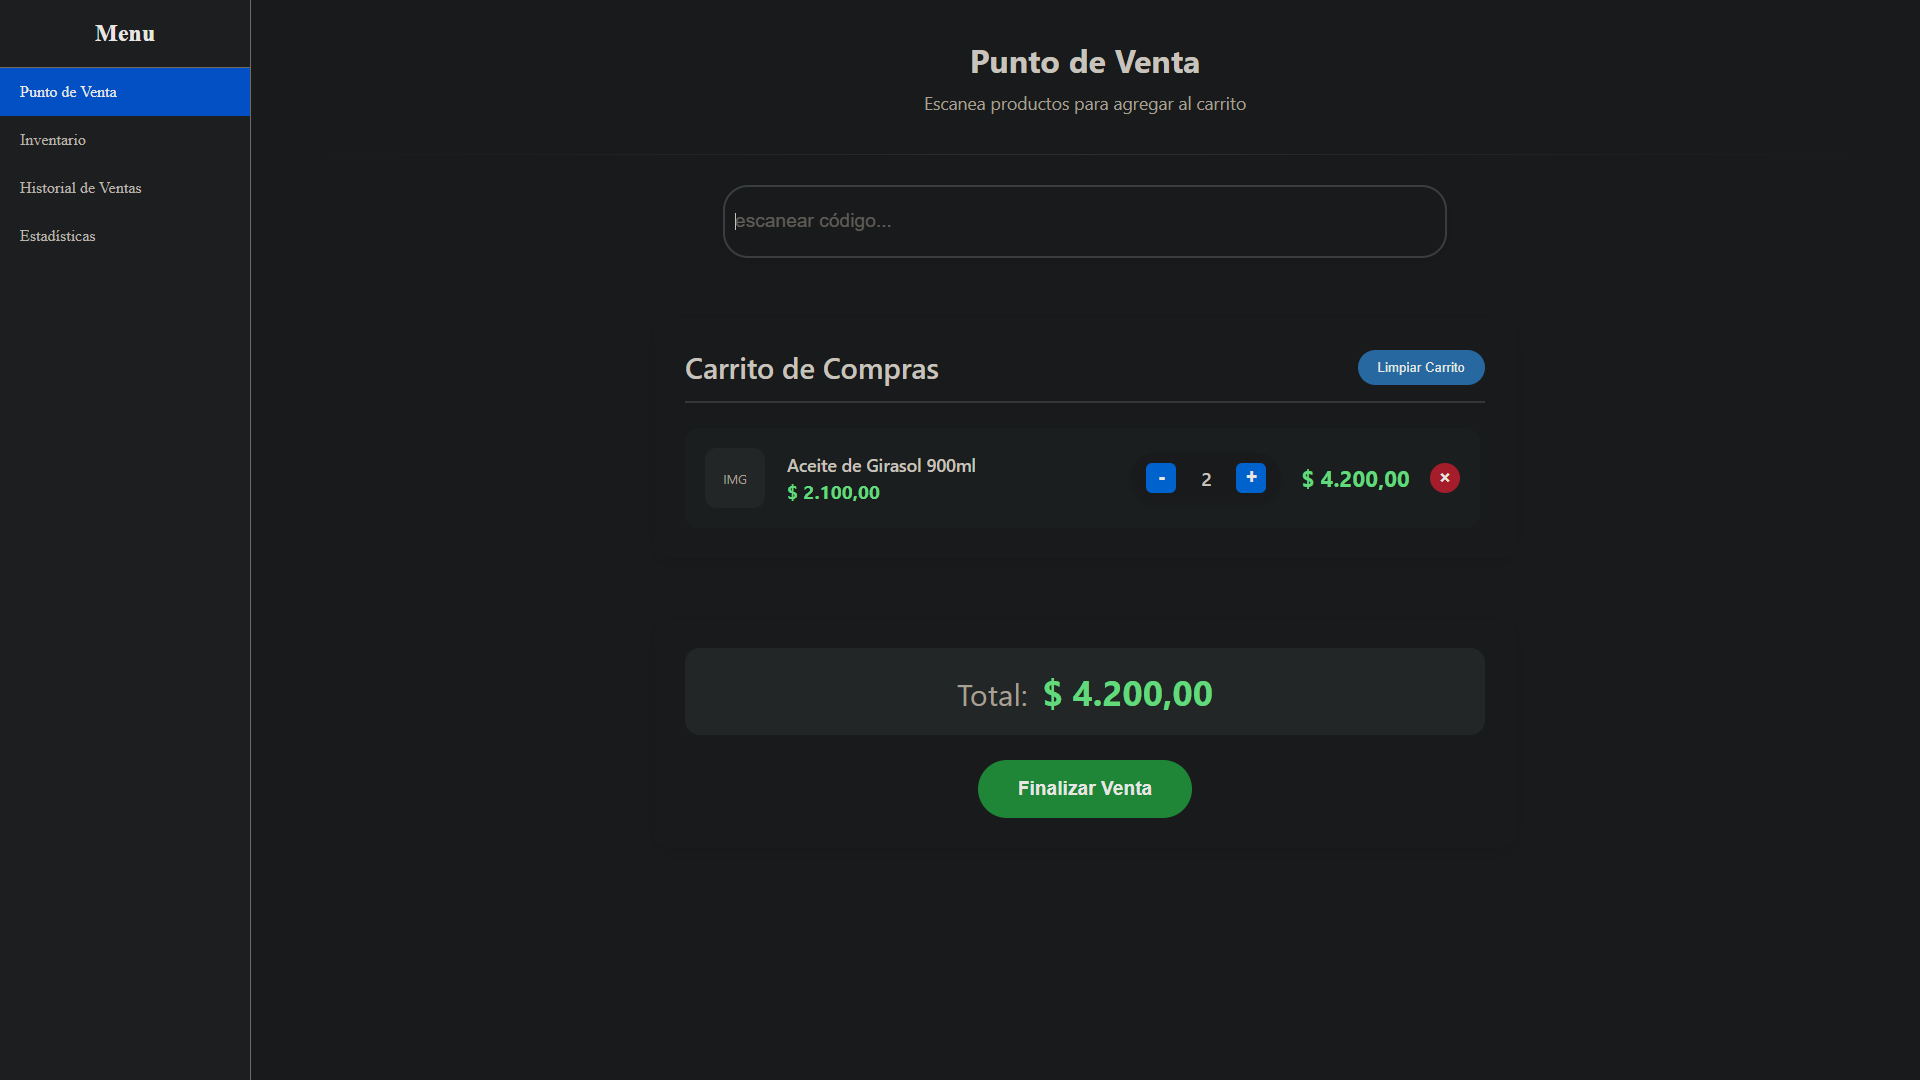 Menu
Punto de Venta
Inventario
Historial de Ventas
Estadísticas
Punto de Venta
Escanea productos para agregar al carrito
escanear código...
Carrito de Compras
Limpiar Carrito
IMG
Aceite de Girasol 900ml
$ 2.100,00
- 2 + $ 4.200,00 ×
Total: $ 4.200,00
Finalizar Venta